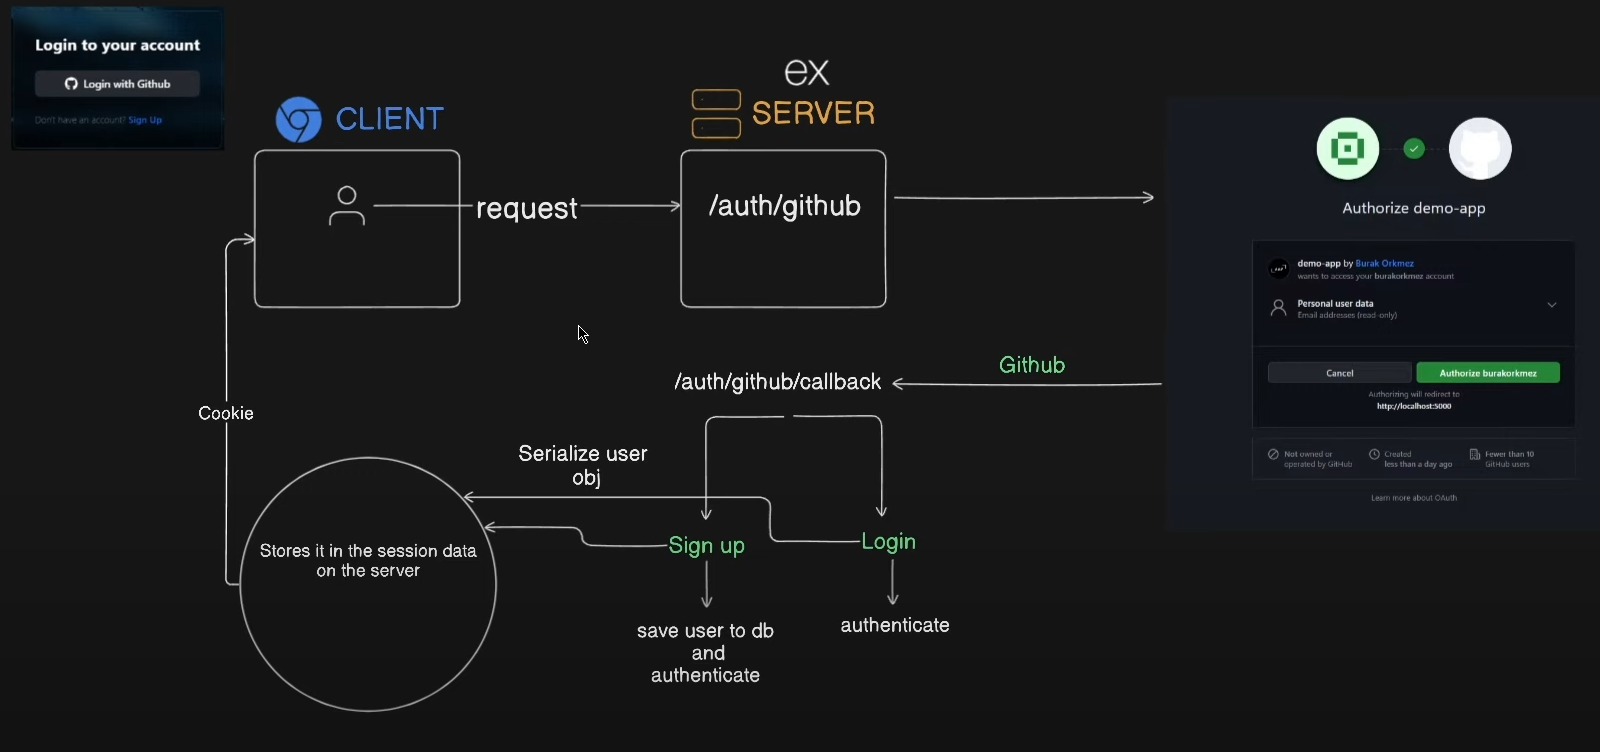 Login to your account
Login with Github
Don't have an account? Sign Up
CLIENT
ex
SERVER
request
/auth/github
Authorize demo-app
demo-app by Burak Orkmez
wants to access your burakorkmez account
Personal user data
Email addresses (read-only)
Cancel
Authorize burakorkmez
Authorizing will redirect to
http://localhost:5000
Not owned or
operated by GitHub
Created
less than a day ago
Fewer than 10
GitHub users
Learn more about OAuth
Github
/auth/github/callback
Cookie
Serialize user
obj
Stores it in the session data
on the server
Sign up
Login
save user to db
and
authenticate
authenticate